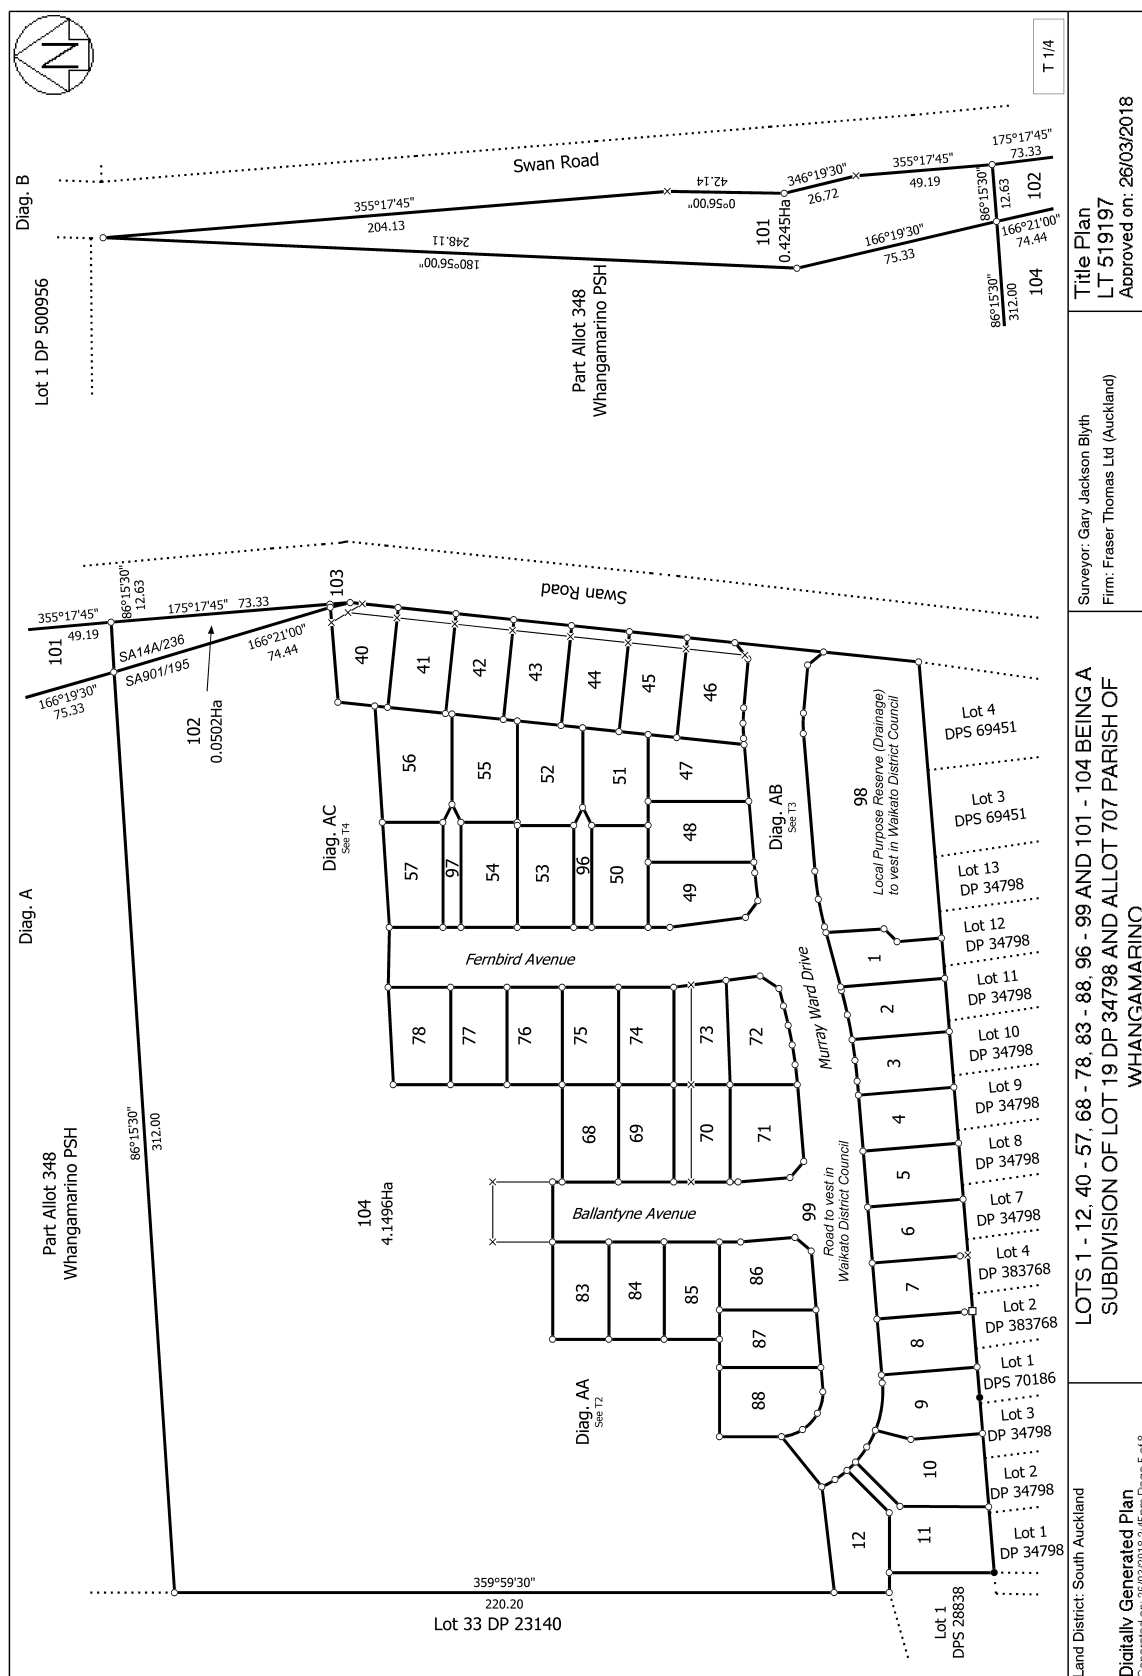 N
T 1/4
Diag. B
Lot 1 DP 500956
Swan Road
355°17'45"
204.13
248.11
180°56'00"
42.14
0°56'00"
101
0.4245Ha
346°19'30"
26.72
355°17'45"
49.19
175°17'45"
73.33
86°15'30"
12.63
102
166°19'30"
75.33
166°21'00"
74.44
86°15'30"
312.00
104
Part Allot 348
Whangamarino PSH
Diag. A
355°17'45"
49.19
101
86°15'30"
12.63
175°17'45" 73.33
103
SA14A/236
SA901/195
166°19'30"
75.33
166°21'00"
74.44
102
0.0502Ha
Swan Road
40
41
42
43
44
45
46
56
55
52
51
47
48
49
57
97
54
53
96
50
Diag. AC
See T4
Diag. AB
See T3
98
Local Purpose Reserve (Drainage)
to vest in Waikato District Council
Lot 4
DPS 69451
Lot 3
DPS 69451
Lot 13
DP 34798
Lot 12
DP 34798
Lot 11
DP 34798
Lot 10
DP 34798
Lot 9
DP 34798
Lot 8
DP 34798
Lot 7
DP 34798
Lot 4
DP 383768
Lot 2
DP 383768
Lot 1
DPS 70186
Lot 3
DP 34798
Lot 2
DP 34798
Lot 1
DP 34798
Fernbird Avenue
Murray Ward Drive
78
77
76
75
74
73
72
68
69
70
71
1
2
3
4
5
6
7
8
9
10
11
12
86°15'30"
312.00
Part Allot 348
Whangamarino PSH
104
4.1496Ha
Ballantyne Avenue
99
Road to vest in
Waikato District Council
83
84
85
86
87
88
Diag. AA
See T2
359°59'30"
220.20
Lot 33 DP 23140
Lot 1
DPS 28838
LOTS 1 - 12, 40 - 57, 68 - 78, 83 - 88, 96 - 99 AND 101 - 104 BEING A
SUBDIVISION OF LOT 19 DP 34798 AND ALLOT 707 PARISH OF
WHANGAMARINO
Land District: South Auckland
Digitally Generated Plan
Surveyor: Gary Jackson Blyth
Firm: Fraser Thomas Ltd (Auckland)
Title Plan
LT 519197
Approved on: 26/03/2018